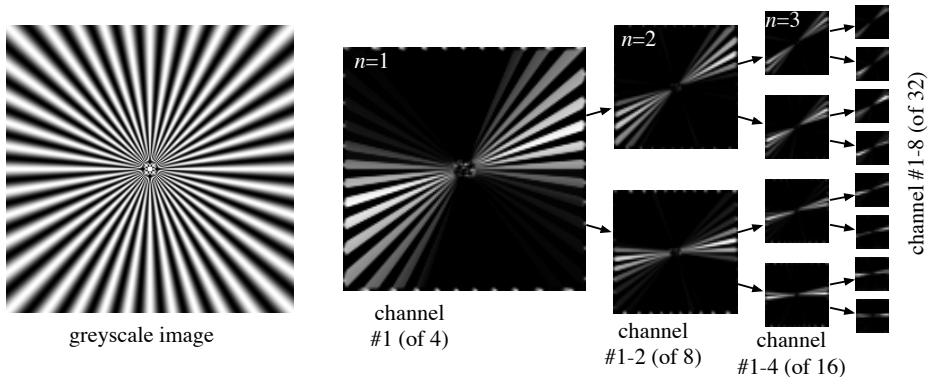 n=1
n=2
n=3
greyscale image
channel
#1 (of 4)
channel
#1-2 (of 8)
channel
#1-4 (of 16)
channel #1-8 (of 32)